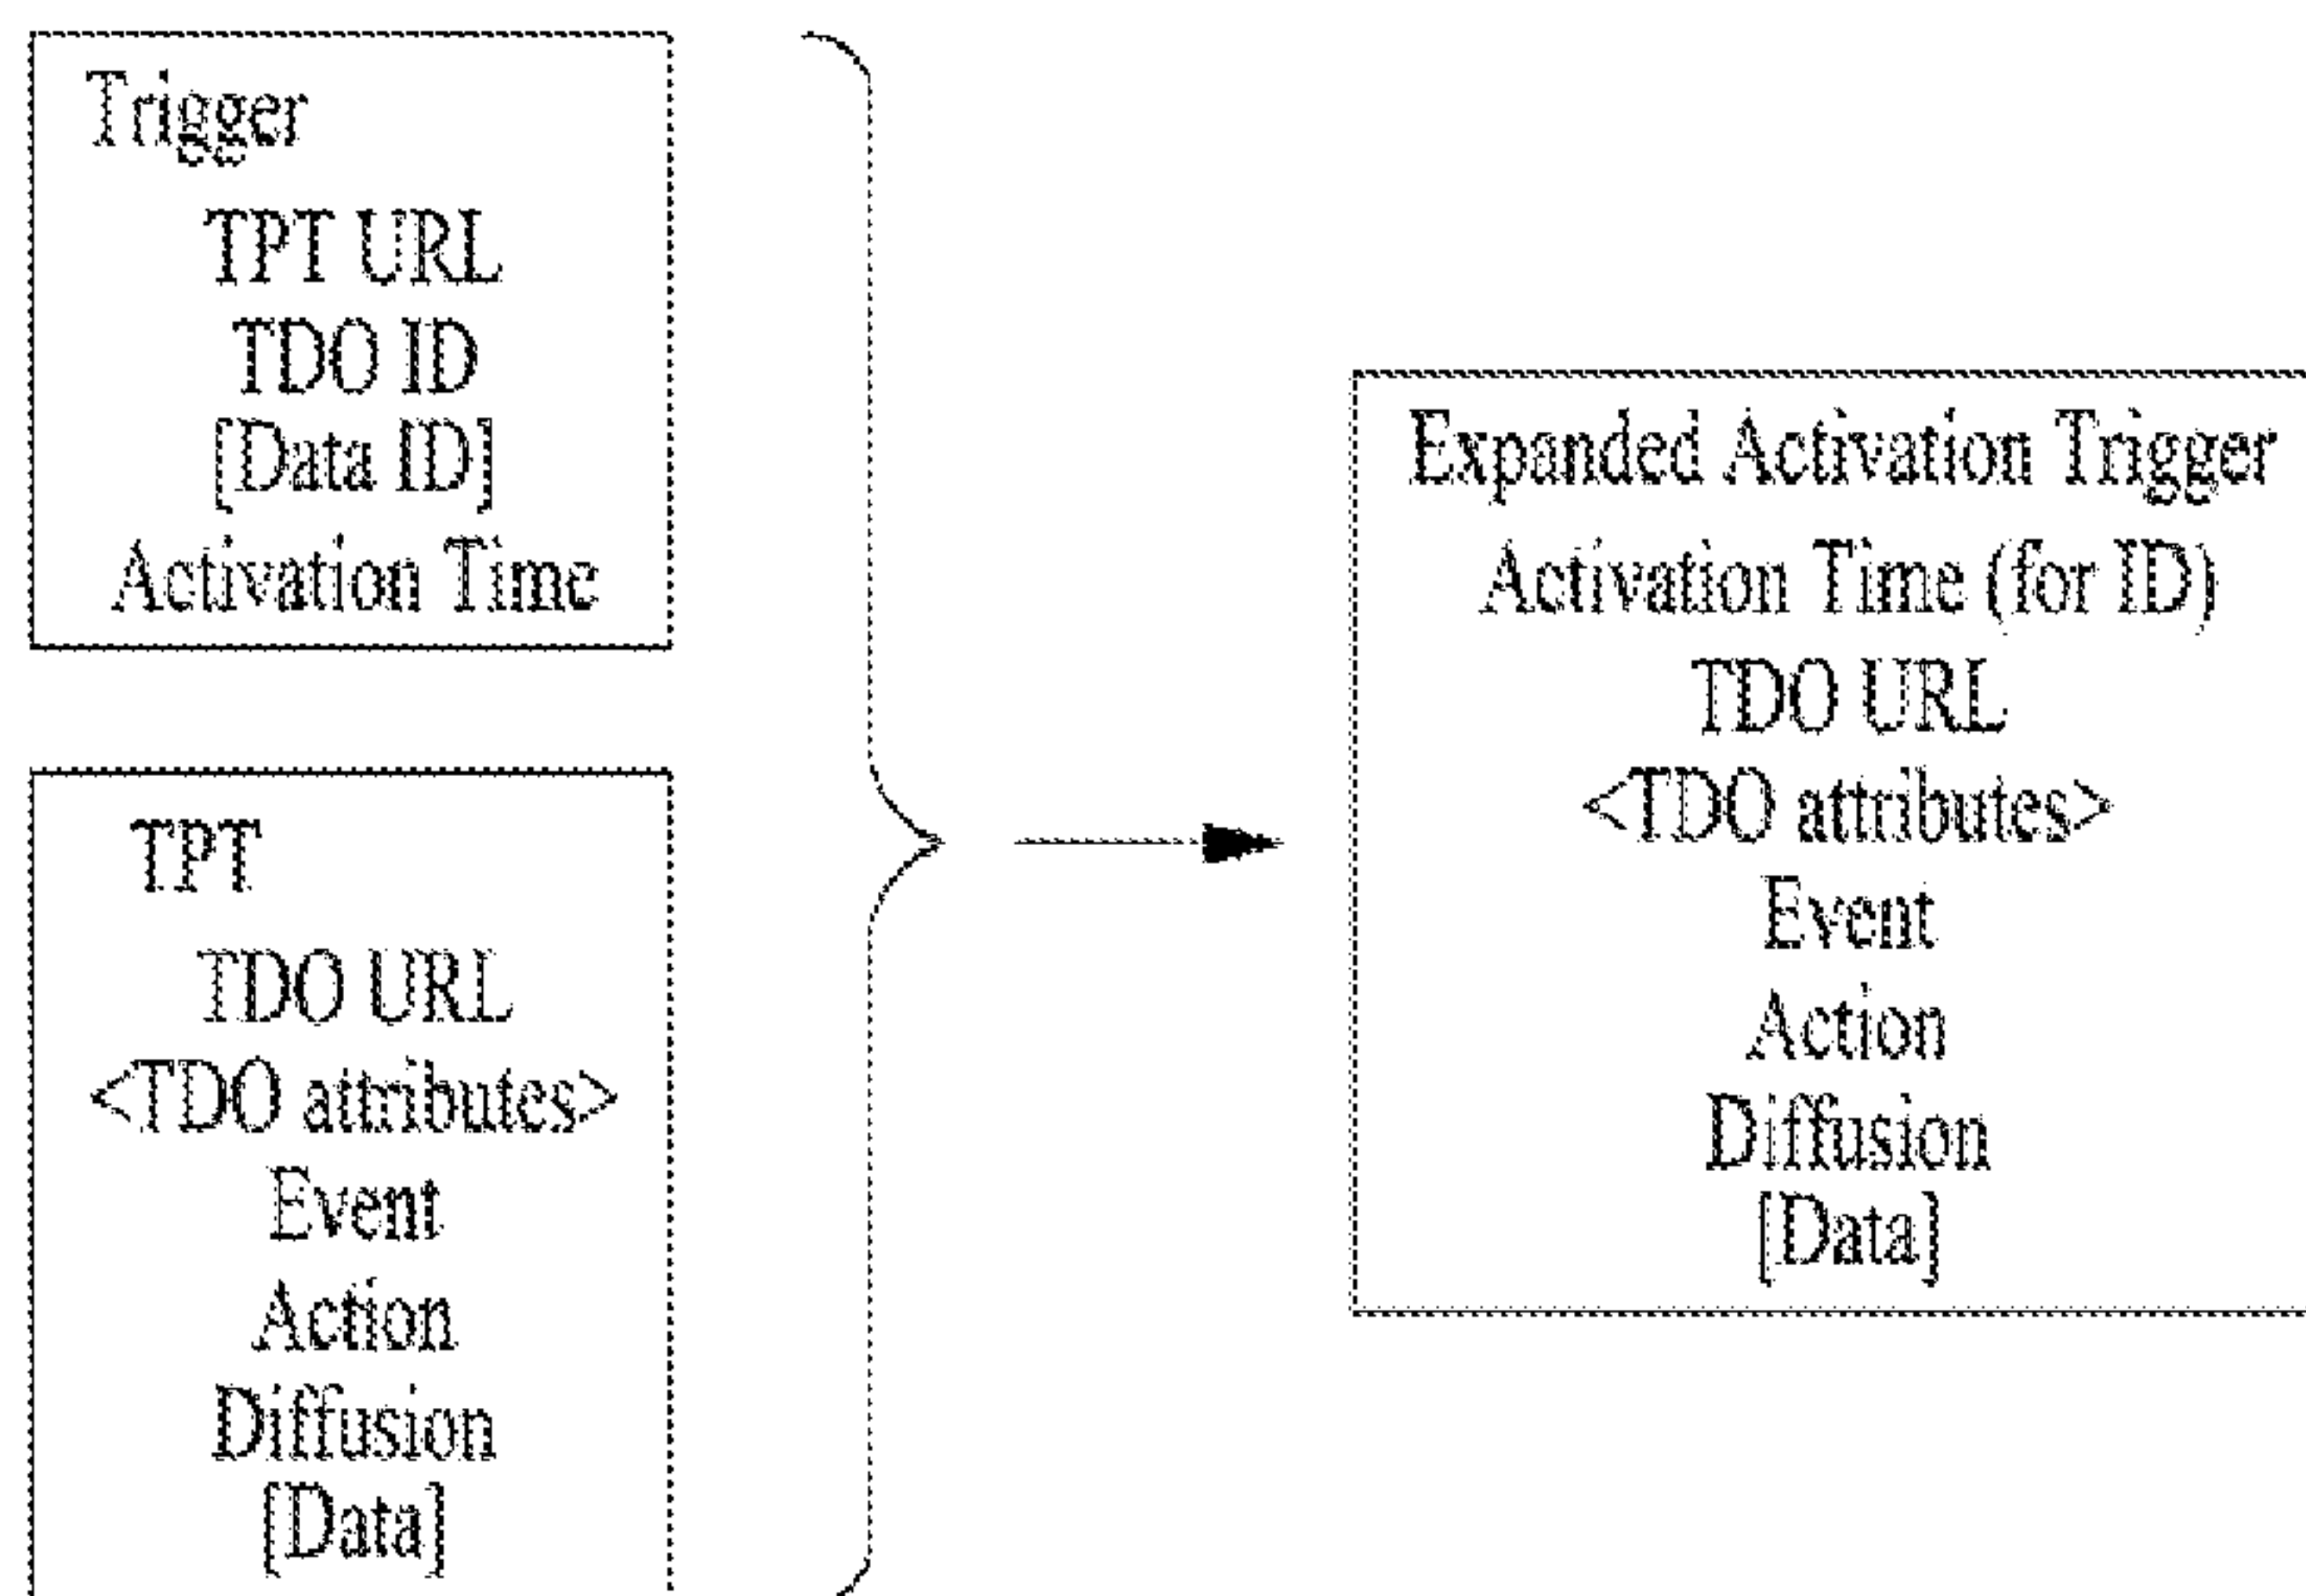 Trigger
TPT URL
TDO ID
[Data ID]
Activation Time
TPT
TDO URL
<TDO attributes>
Event
Action
Diffusion
[Data]
Expanded Activation Trigger
Activation Time (for ID)
TDO URL
<TDO attributes>
Event
Action
Diffusion
[Data]